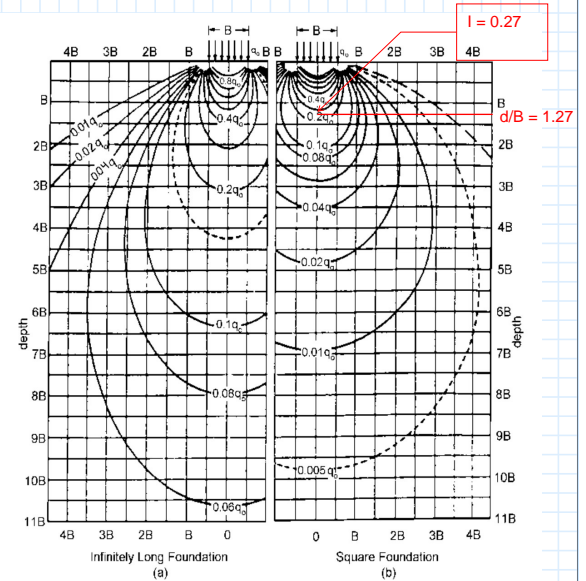 I = 0.27
B
B
4B 3B 2B B q₀ B B q₀ B 2B 3B 4B
0.8q₀
0.4q₀
0.4q
0.2q₀
B
B
d/B = 1.27
0.01q₀
0.02q₀
0.04q₀
0.1q₀
0.08q₀
2B
2B
0.2q₀
3B
3B
0.04q₀
4B
4B
0.02q₀
5B
5B
6B
6B
0.1q₀
depth
depth
0.01q₀
7B
7B
0.08q₀
8B
8B
9B
9B
0.005q₀
10B
10B
0.06q₀
11B
11B
4B 3B 2B B 0 0 B 2B 3B 4B
Infinitely Long Foundation
Square Foundation
(a)
(b)